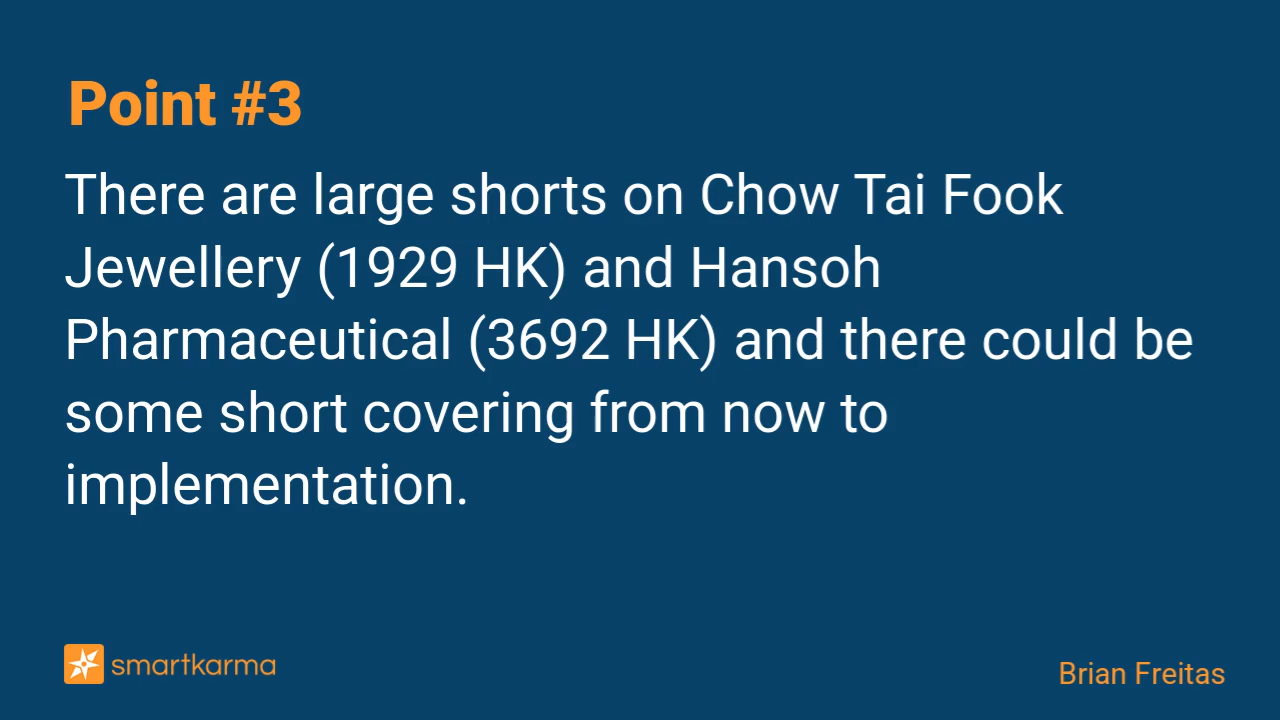 Point #3
There are large shorts on Chow Tai Fook
Jewellery (1929 HK) and Hansoh
Pharmaceutical (3692 HK) and there could be
some short covering from now to
implementation.
smartkarma
Brian Freitas